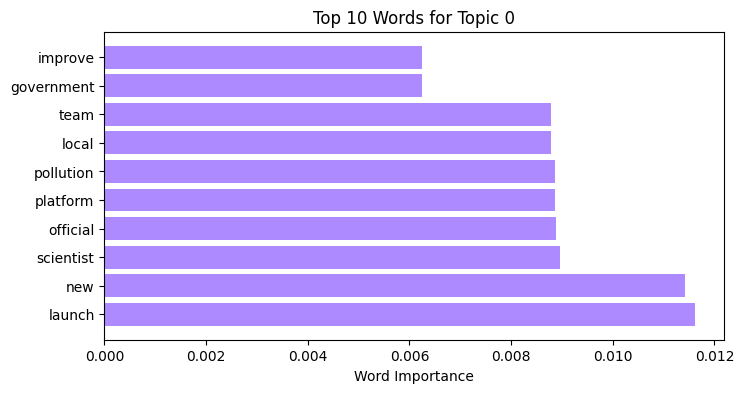 Top 10 Words for Topic 0
improve
government
team
local
pollution
platform
official
scientist
new
launch
0.000 0.002 0.004 0.006 0.008 0.010 0.012
Word Importance